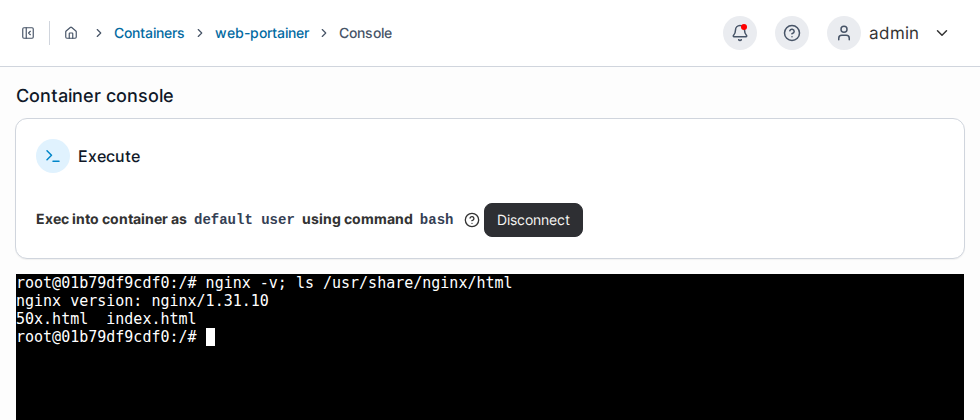 Containers > web-portainer > Console
admin
Container console
Execute
Exec into container as default user using command bash
Disconnect
root@01b79df9cdf0:/# nginx -v; ls /usr/share/nginx/html
nginx version: nginx/1.31.10
50x.html  index.html
root@01b79df9cdf0:/#